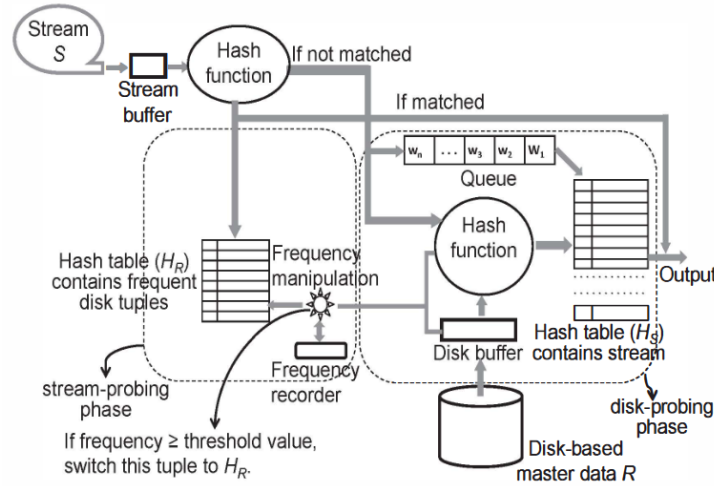 Stream
S
Stream
buffer
Hash
function
If not matched
If matched
wn ... w3 w2 W1
Queue
Hash
function
Hash table (HR)
contains frequent
disk tuples
Frequency
manipulation
Output
Disk buffer
Hash table (HS)
contains stream
Frequency
recorder
stream-probing
phase
disk-probing
phase
If frequency ≥ threshold value,
switch this tuple to HR.
Disk-based
master data R